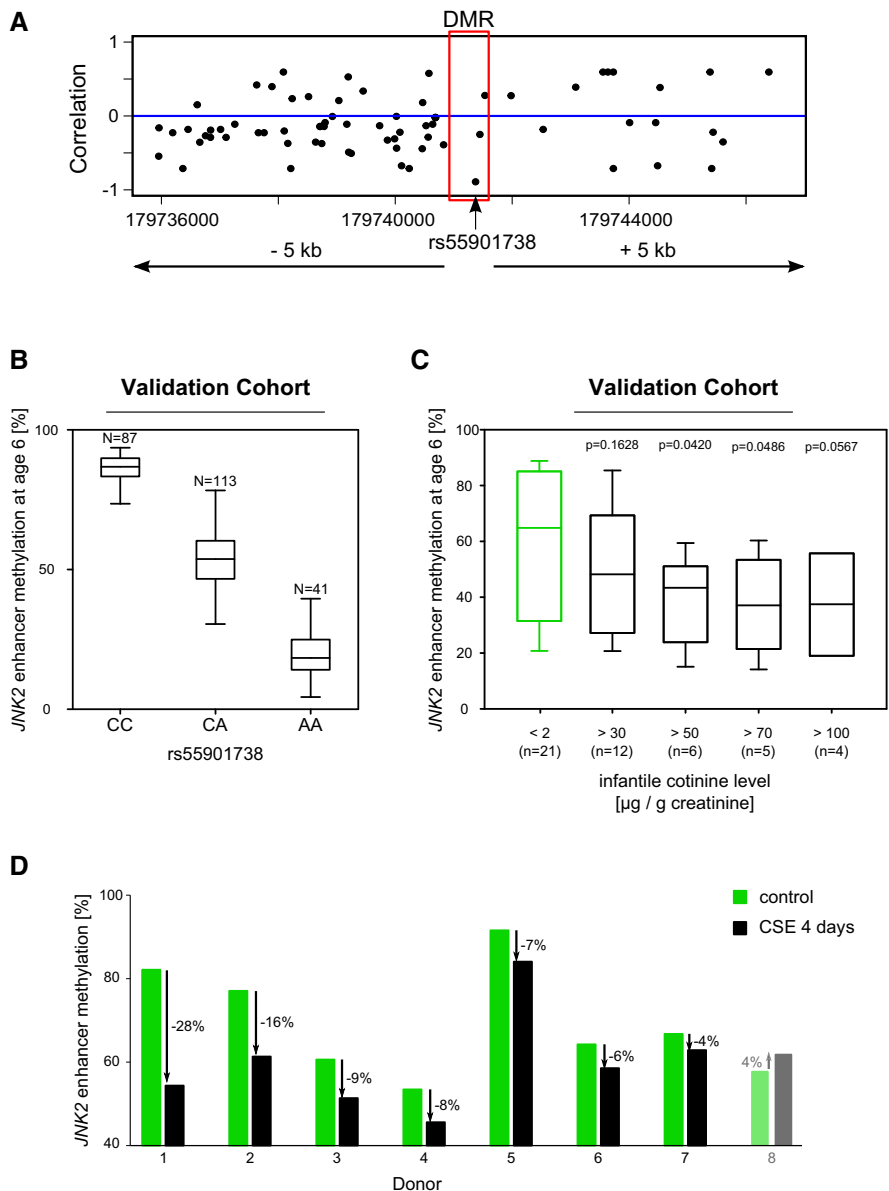 A
DMR
Correlation
1
0
-1
179736000
179740000
179744000
rs55901738
- 5 kb
+ 5 kb
B
Validation Cohort
JNK2 enhancer methylation at age 6 [%]
100
50
0
N=87
N=113
N=41
CC
CA
AA
rs55901738
C
Validation Cohort
JNK2 enhancer methylation at age 6 [%]
100
80
60
40
20
0
p=0.1628
p=0.0420
p=0.0486
p=0.0567
< 2
(n=21)
> 30
(n=12)
> 50
(n=6)
> 70
(n=5)
> 100
(n=4)
infantile cotinine level
[µg / g creatinine]
D
JNK2 enhancer methylation [%]
100
80
60
40
control
CSE 4 days
-28%
-16%
-9%
-8%
-7%
-6%
-4%
4%
1
2
3
4
5
6
7
8
Donor